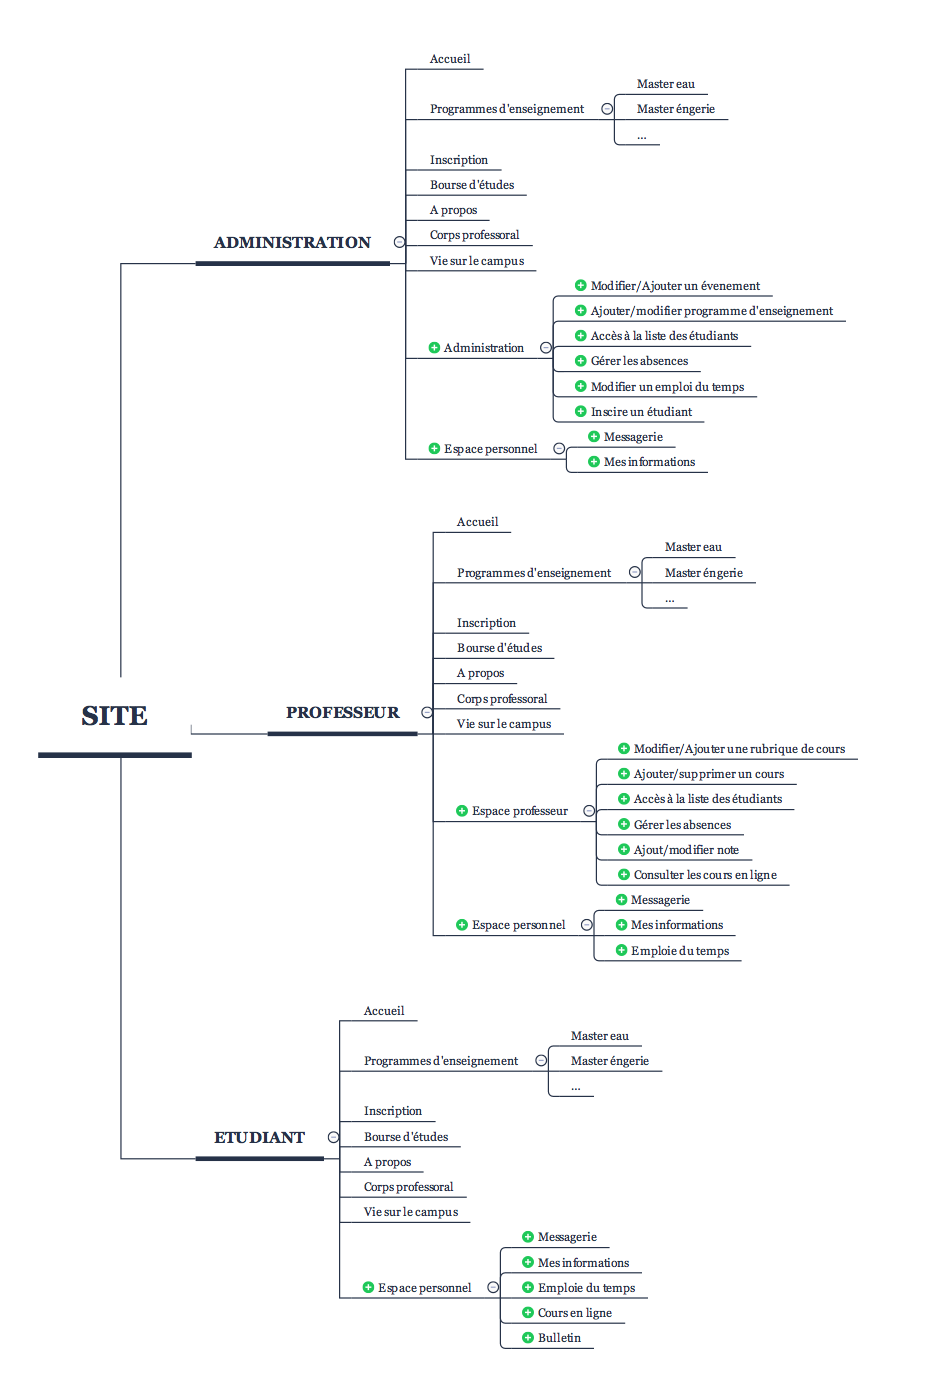 Accueil
Master eau
Programmes d'enseignement
Master éngerie
...
Inscription
Bourse d'études
A propos
Corps professoral
ADMINISTRATION
Vie sur le campus
Modifier/Ajouter un évenement
Ajouter/modifier programme d'enseignement
Accès à la liste des étudiants
Administration
Gérer les absences
Modifier un emploi du temps
Inscire un étudiant
Messagerie
Espace personnel
Mes informations
Accueil
Master eau
Programmes d'enseignement
Master éngerie
...
Inscription
Bourse d'études
A propos
Corps professoral
SITE
PROFESSEUR
Vie sur le campus
Modifier/Ajouter une rubrique de cours
Ajouter/supprimer un cours
Accès à la liste des étudiants
Espace professeur
Gérer les absences
Ajout/modifier note
Consulter les cours en ligne
Messagerie
Espace personnel
Mes informations
Emploie du temps
Accueil
Master eau
Programmes d'enseignement
Master éngerie
...
Inscription
ETUDIANT
Bourse d'études
A propos
Corps professoral
Vie sur le campus
Messagerie
Mes informations
Espace personnel
Emploie du temps
Cours en ligne
Bulletin